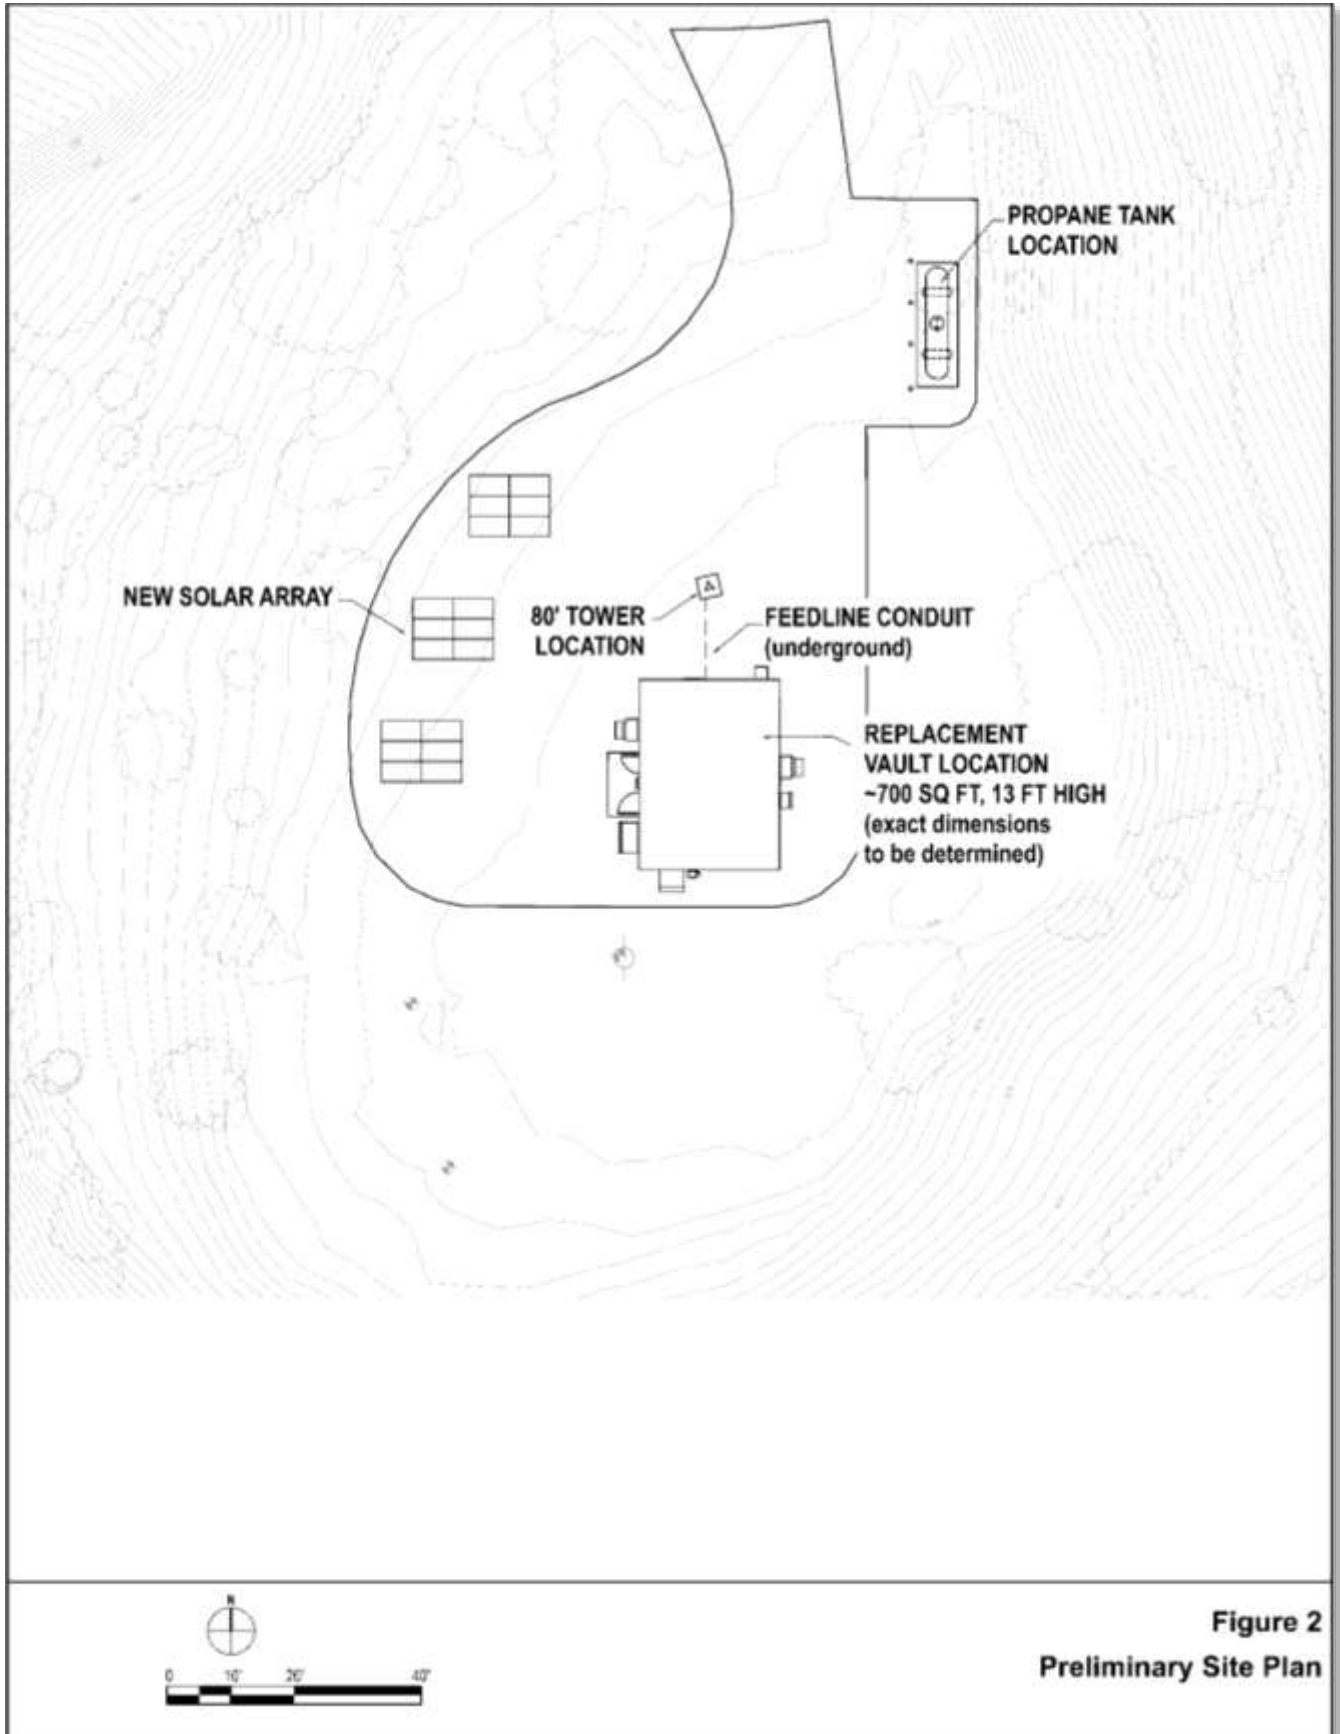 PROPANE TANK
LOCATION
NEW SOLAR ARRAY
80' TOWER
LOCATION
FEEDLINE CONDUIT
(underground)
REPLACEMENT
VAULT LOCATION
~700 SQ FT, 13 FT HIGH
(exact dimensions
to be determined)
N
0 10' 20' 40'
Figure 2
Preliminary Site Plan